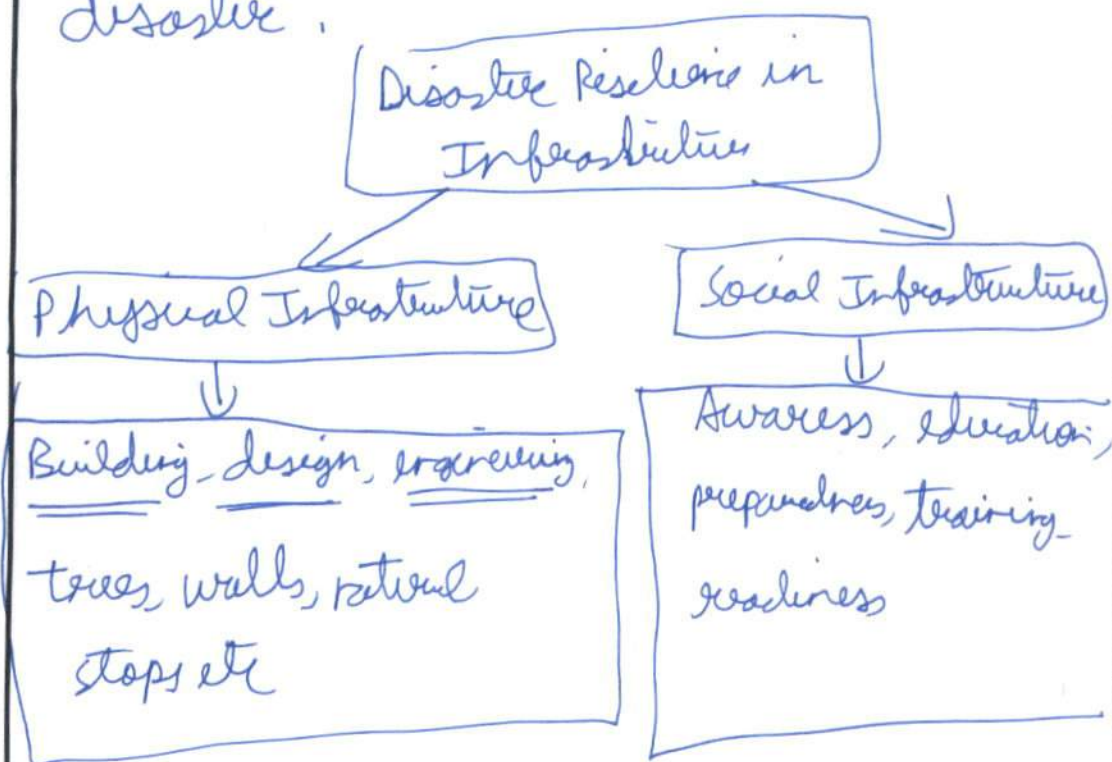 disaster.
Disaster Resilience in
Infrastructure
Physical Infrastructure
Social Infrastructure
Building, design, engineering,
trees, walls, natural
stops etc
Awaress, education,
preparedness, training
readiness